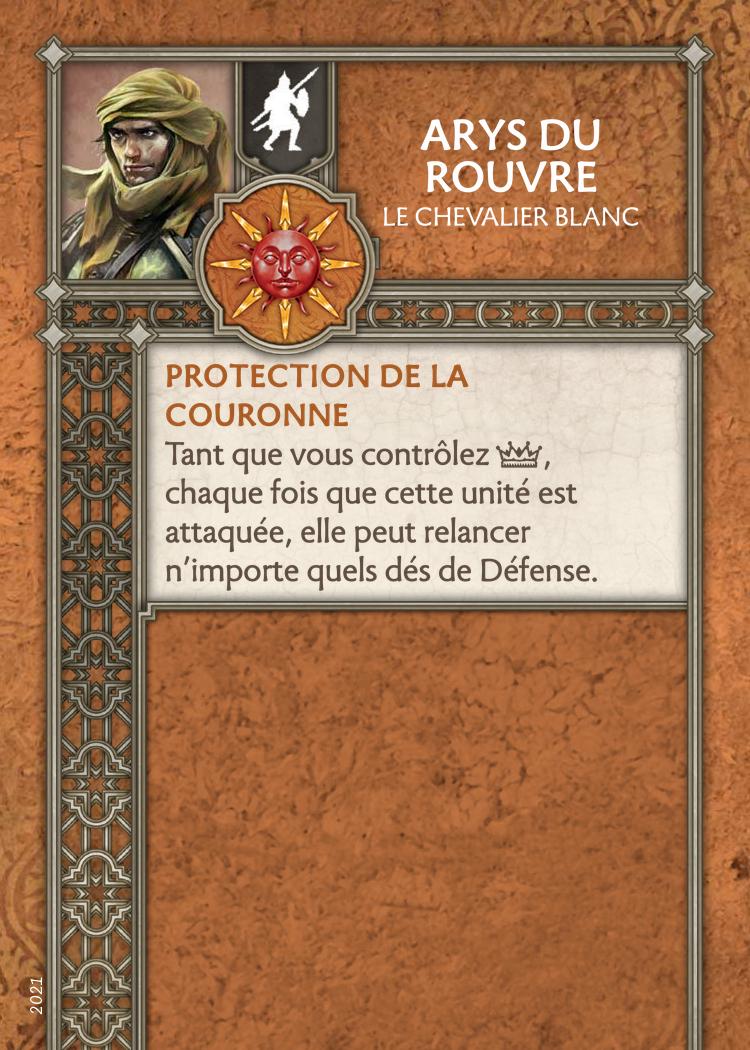 ARYS DU
ROUVRE
LE CHEVALIER BLANC
PROTECTION DE LA
COURONNE
Tant que vous contrôlez ,
chaque fois que cette unité est
attaquée, elle peut relancer
n’importe quels dés de Défense.
2021